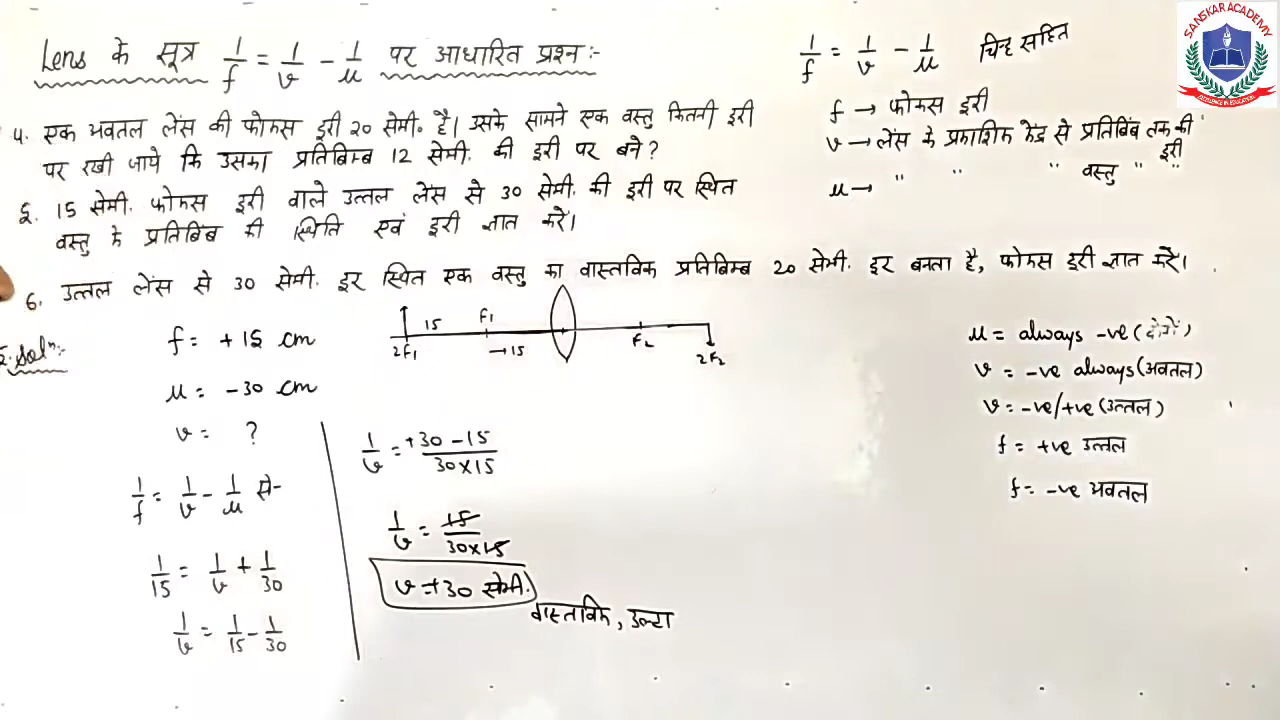 Lens के सूत्र 1/f = 1/v - 1/u पर आधारित प्रश्न:-
4. एक अवतल लेंस की फोकस दूरी 20 सेमी. है। उसके सामने एक वस्तु कितनी दूरी
पर रखी जाये कि उसका प्रतिबिम्ब 12 सेमी. की दूरी पर बने?
5. 15 सेमी. फोकस दूरी वाले उत्तल लेंस से 30 सेमी. की दूरी पर स्थित
वस्तु के प्रतिबिंब की स्थिति एवं दूरी ज्ञात करें।
6. उत्तल लेंस से 30 सेमी. दूर स्थित एक वस्तु का वास्तविक प्रतिबिम्ब 20 सेमी. दूर बनता है, फोकस दूरी ज्ञात करें।
1/f = 1/v - 1/u चिन्ह सहित
f → फोकस दूरी
v → लेंस के प्रकाशिक केंद्र से प्रतिबिंब तक की दूरी
u → " " " वस्तु " "
SANSKAR ACADEMY
EXCELLENCE IN EDUCATION
5. Solⁿ:-
f = +15 cm
u = -30 cm
v = ?
1/f = 1/v - 1/u से-
1/15 = 1/v + 1/30
1/v = 1/15 - 1/30
15 F₁
2F₁ →15 F₂ 2F₂
1/v = +30-15/30×15
1/v = 15/30×15
v = +30 सेमी.
वास्तविक, उल्टा
u = always -ve (दोनों)
v = -ve always (अवतल)
v = -ve/+ve (उत्तल)
f = +ve उत्तल
f = -ve अवतल